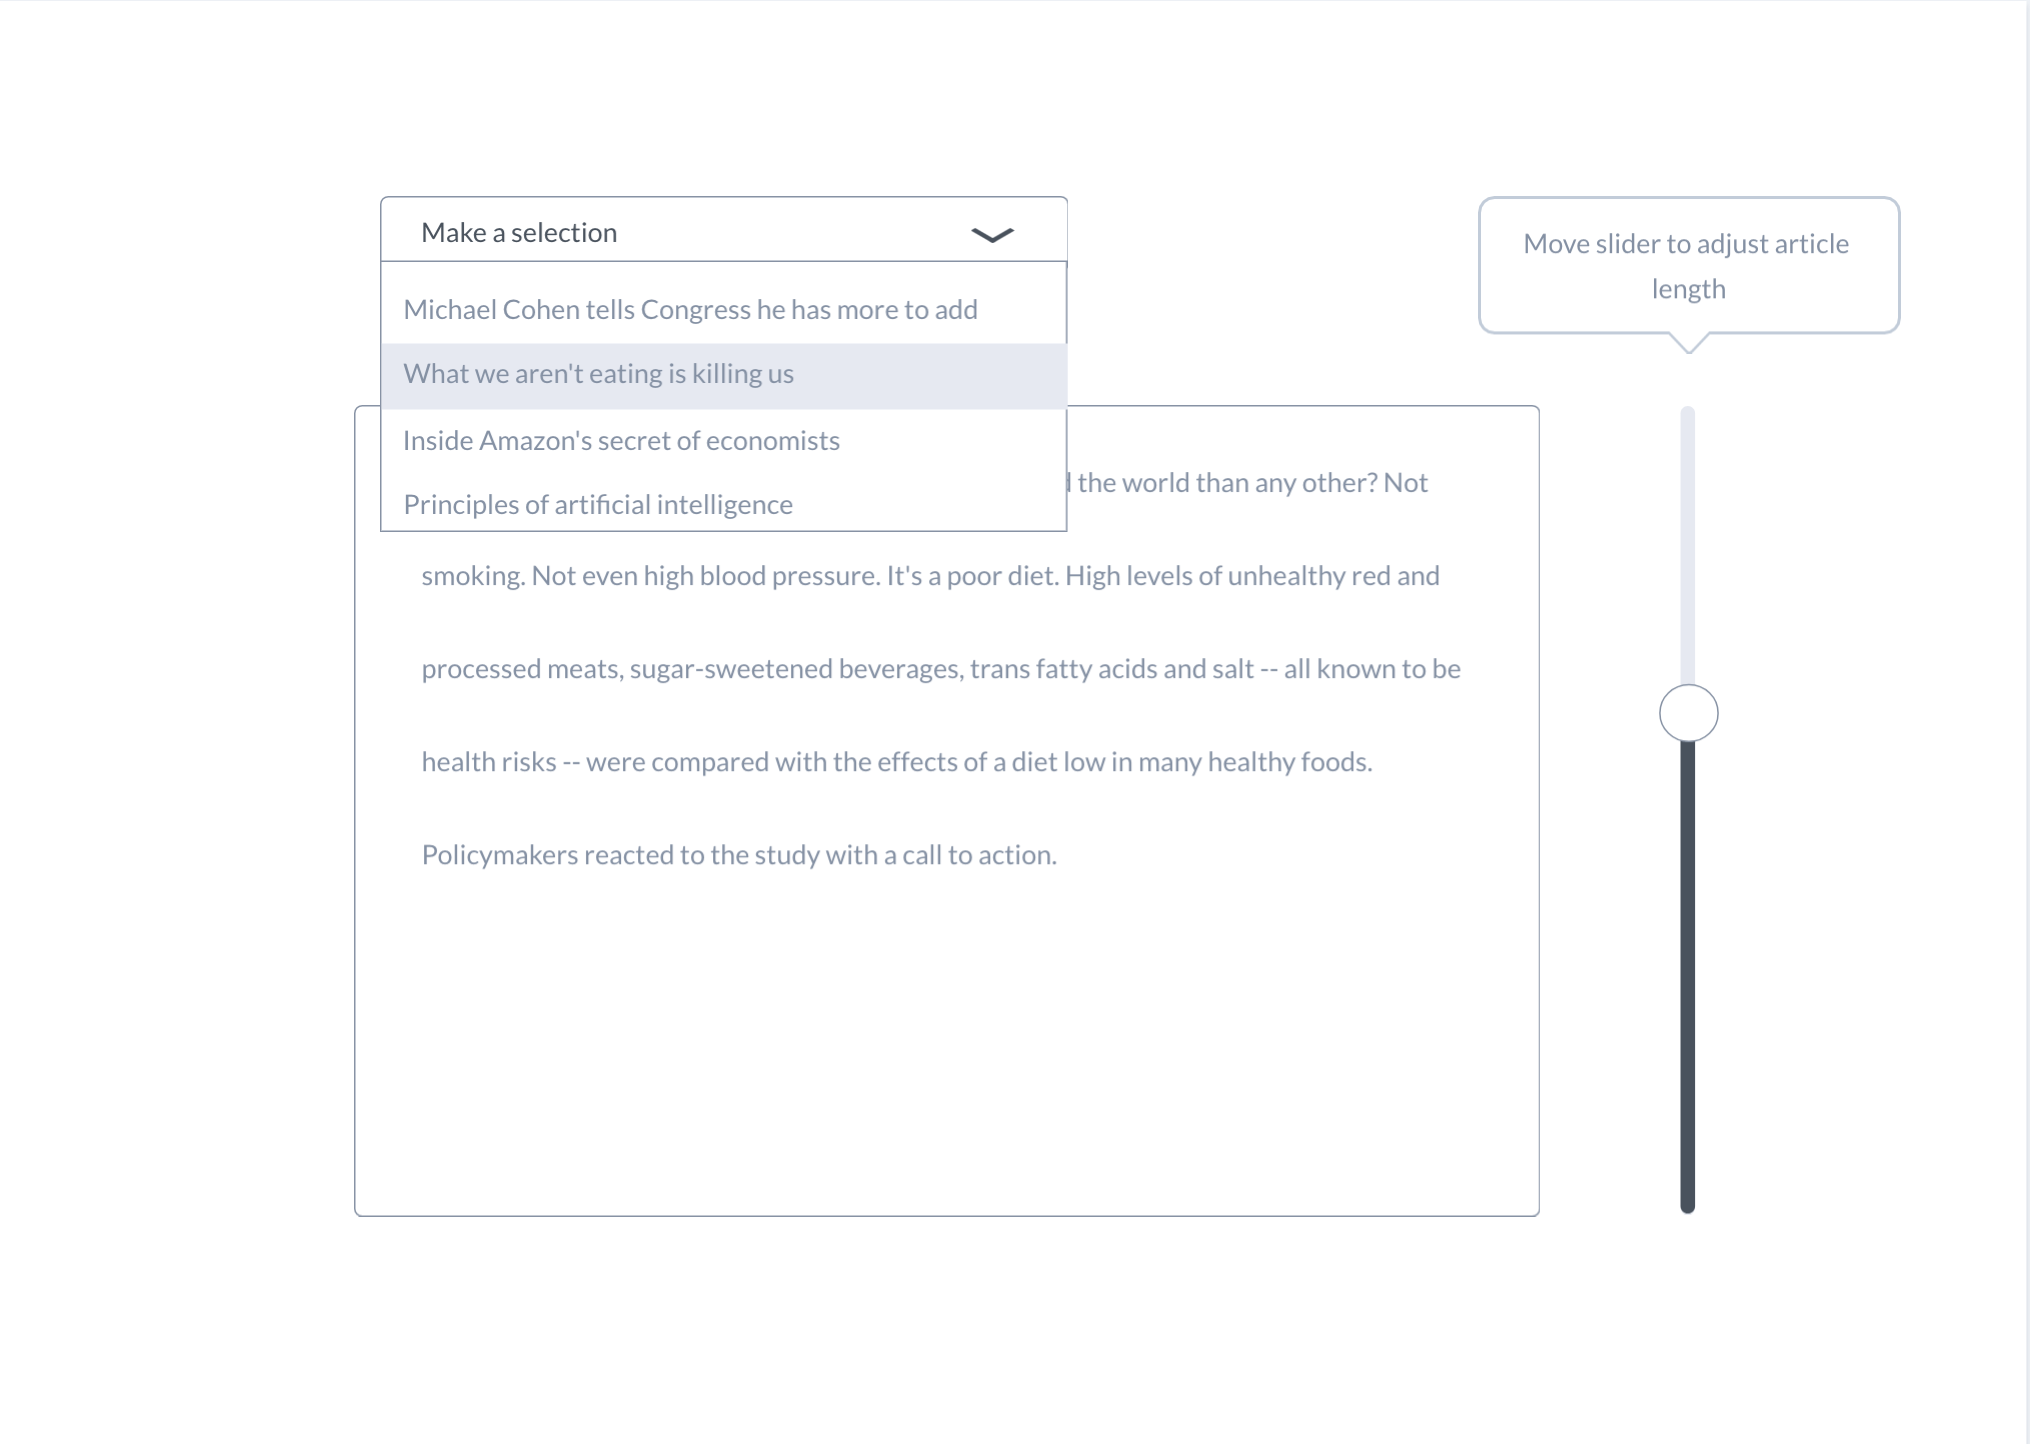 Make a selection
Move slider to adjust article
length
Michael Cohen tells Congress he has more to add
What we aren't eating is killing us
Inside Amazon's secret of economists
Principles of artificial intelligence
the world than any other? Not
smoking. Not even high blood pressure. It's a poor diet. High levels of unhealthy red and
processed meats, sugar-sweetened beverages, trans fatty acids and salt -- all known to be
health risks -- were compared with the effects of a diet low in many healthy foods.
Policymakers reacted to the study with a call to action.